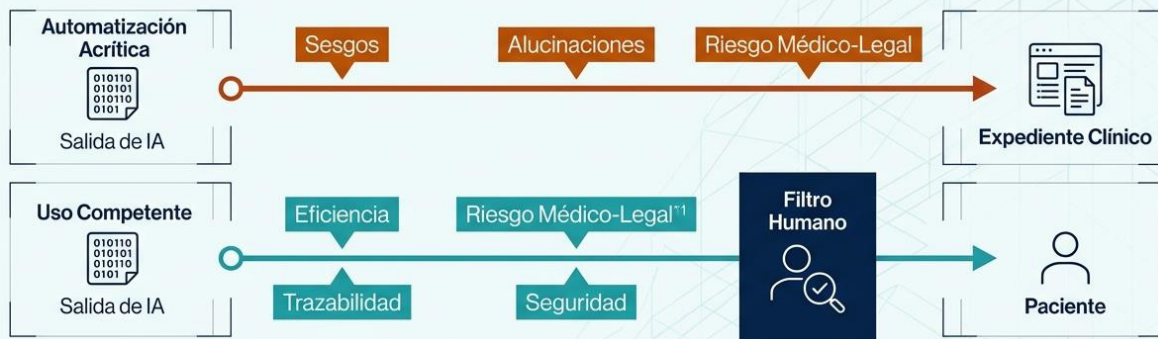 Automatización
Acrítica
010110
010101
010110
0101
Salida de IA
Sesgos
Alucinaciones
Riesgo Médico-Legal
Expediente Clínico
Uso Competente
010110
010101
010110
0101
Salida de IA
Eficiencia
Riesgo Médico-Legal*1
Trazabilidad
Seguridad
Filtro
Humano
Paciente